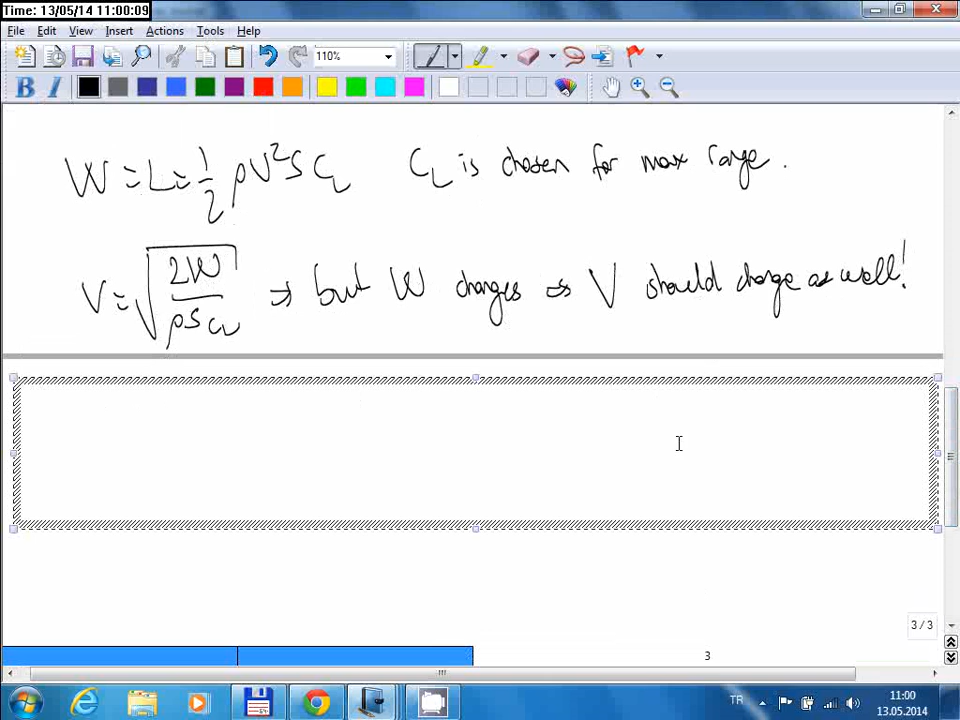 Time: 13/05/14 11:00:09
File Edit View Insert Actions Tools Help
110%
B I
W = L = 1/2 ρV²SC_L C_L is chosen for max range.
V = √(2W/ρSC_L) ⇒ but W changes ⇒ V should change as well!
3 / 3
3
TR 11:00
13.05.2014